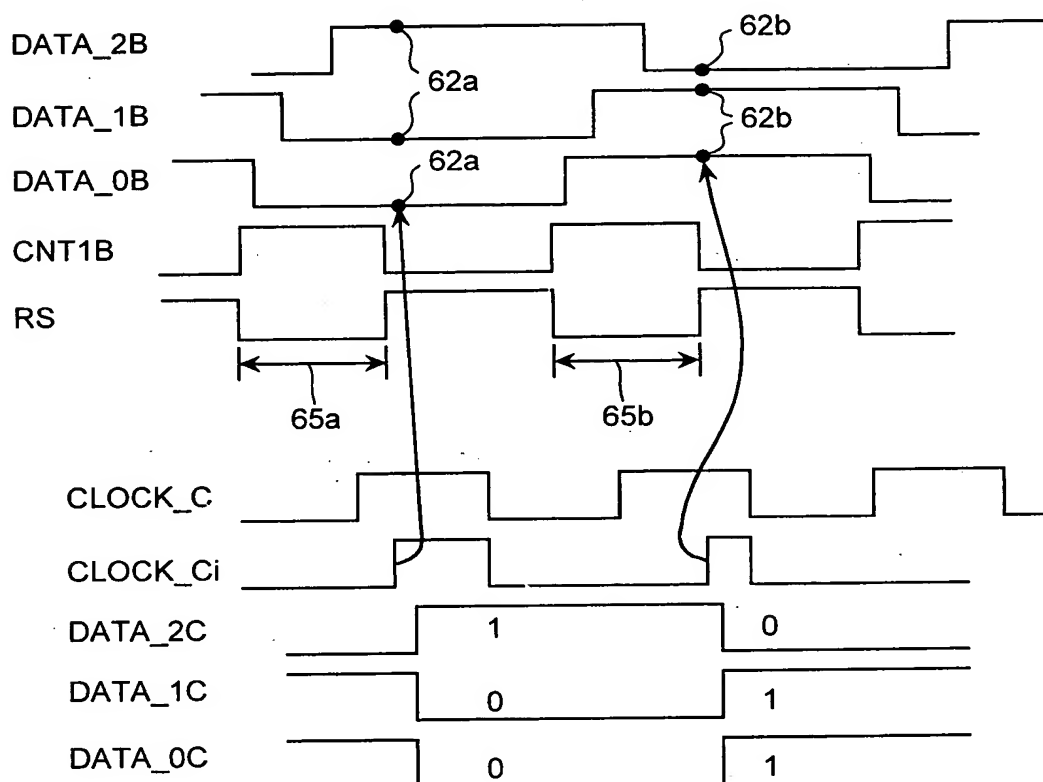 DATA_2B
62a
62b
DATA_1B
62b
DATA_0B
62a
CNT1B
RS
65a
65b
CLOCK_C
CLOCK_Ci
DATA_2C
1
0
DATA_1C
0
1
DATA_0C
0
1